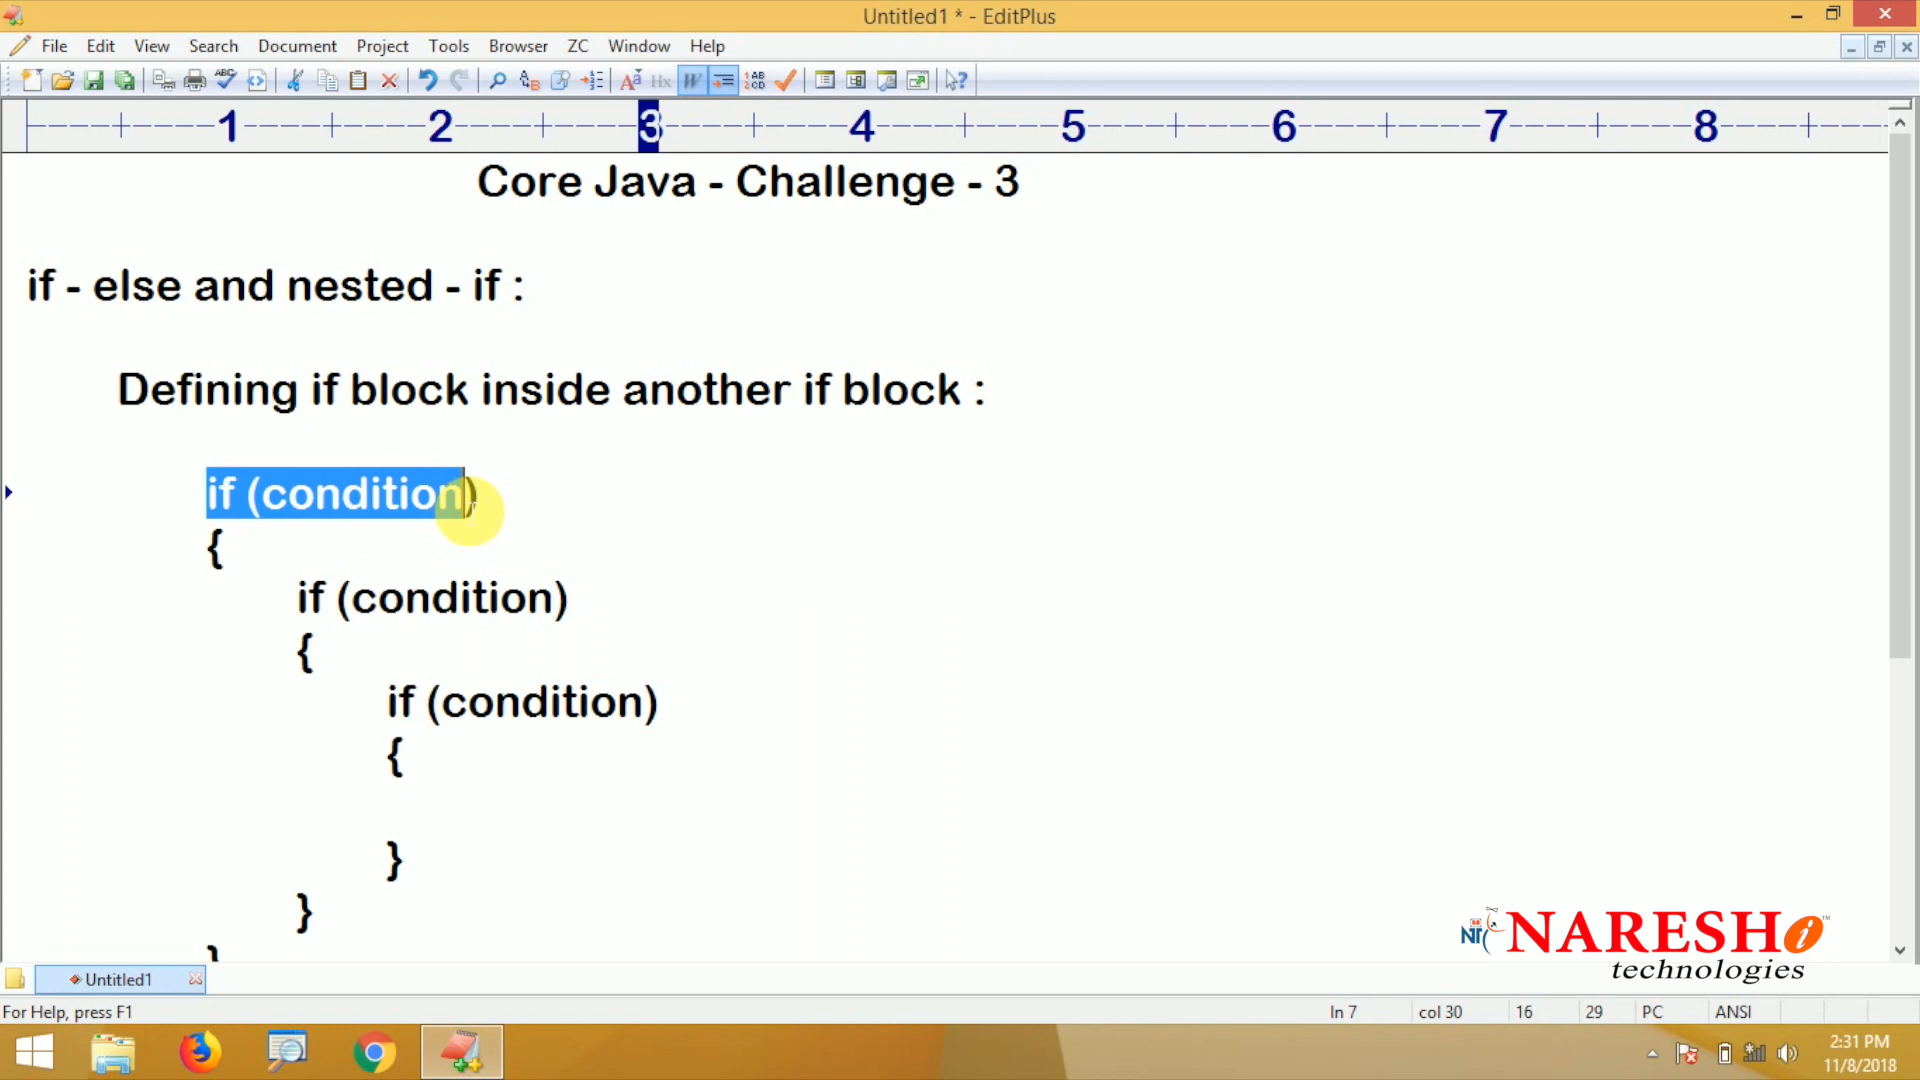 Untitled1 * - EditPlus
File Edit View Search Document Project Tools Browser ZC Window Help
1 2 3 4 5 6 7 8
Core Java - Challenge - 3
if - else and nested - if :
Defining if block inside another if block :
if (condition)
{
if (condition)
{
if (condition)
{
}
}
}
NARESH i ™
technologies
Untitled1
For Help, press F1 ln 7 col 30 16 29 PC ANSI
2:31 PM
11/8/2018